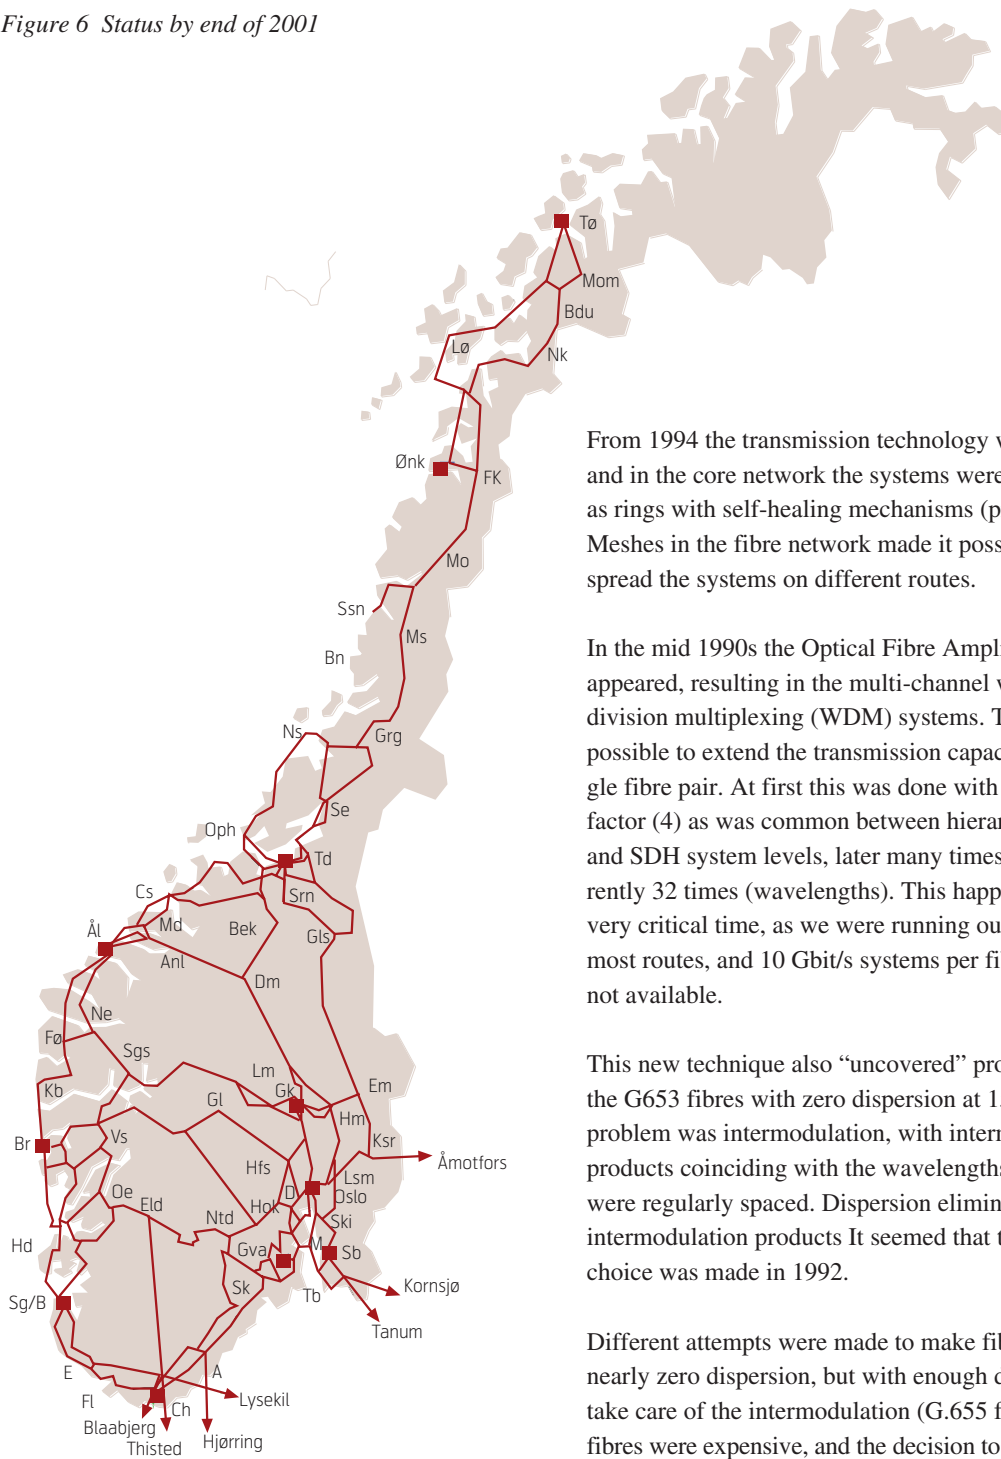 Figure 6 Status by end of 2001
Tø
Mom
Bdu
Lø
Nk
Ønk
FK
Mo
Ssn
Ms
Bn
Ns
Grg
Se
Oph
Td
Cs
Srn
Md
Bek
Ål
Gls
Anl
Dm
Ne
Fø
Sgs
Lm
Em
Kb
Gk
Gl
Hm
Br
Vs
Ksr
Åmotfors
Hfs
Lsm
D
Oslo
Oe
Eld
Hok
Ntd
Ski
Hd
Gva
M
Sb
Sk
Kornsjø
Tb
Sg/B
Tanum
E
A
Fl
Lysekil
Ch
Blaabjerg
Thisted
Hjørring
From 1994 the transmission technology
and in the core network the systems were
as rings with self-healing mechanisms
Meshes in the fibre network made it
spread the systems on different routes.
In the mid 1990s the Optical Fibre
appeared, resulting in the multi-channel
division multiplexing (WDM) systems.
possible to extend the transmission
gle fibre pair. At first this was done with
factor (4) as was common between
and SDH system levels, later many times
rently 32 times (wavelengths). This
very critical time, as we were running ou
most routes, and 10 Gbit/s systems per
not available.
This new technique also “uncovered”
the G653 fibres with zero dispersion at 1.
problem was intermodulation, with
products coinciding with the wavelengths
were regularly spaced. Dispersion
intermodulation products It seemed that
choice was made in 1992.
Different attempts were made to make
nearly zero dispersion, but with enough
take care of the intermodulation (G.655
fibres were expensive, and the decision to